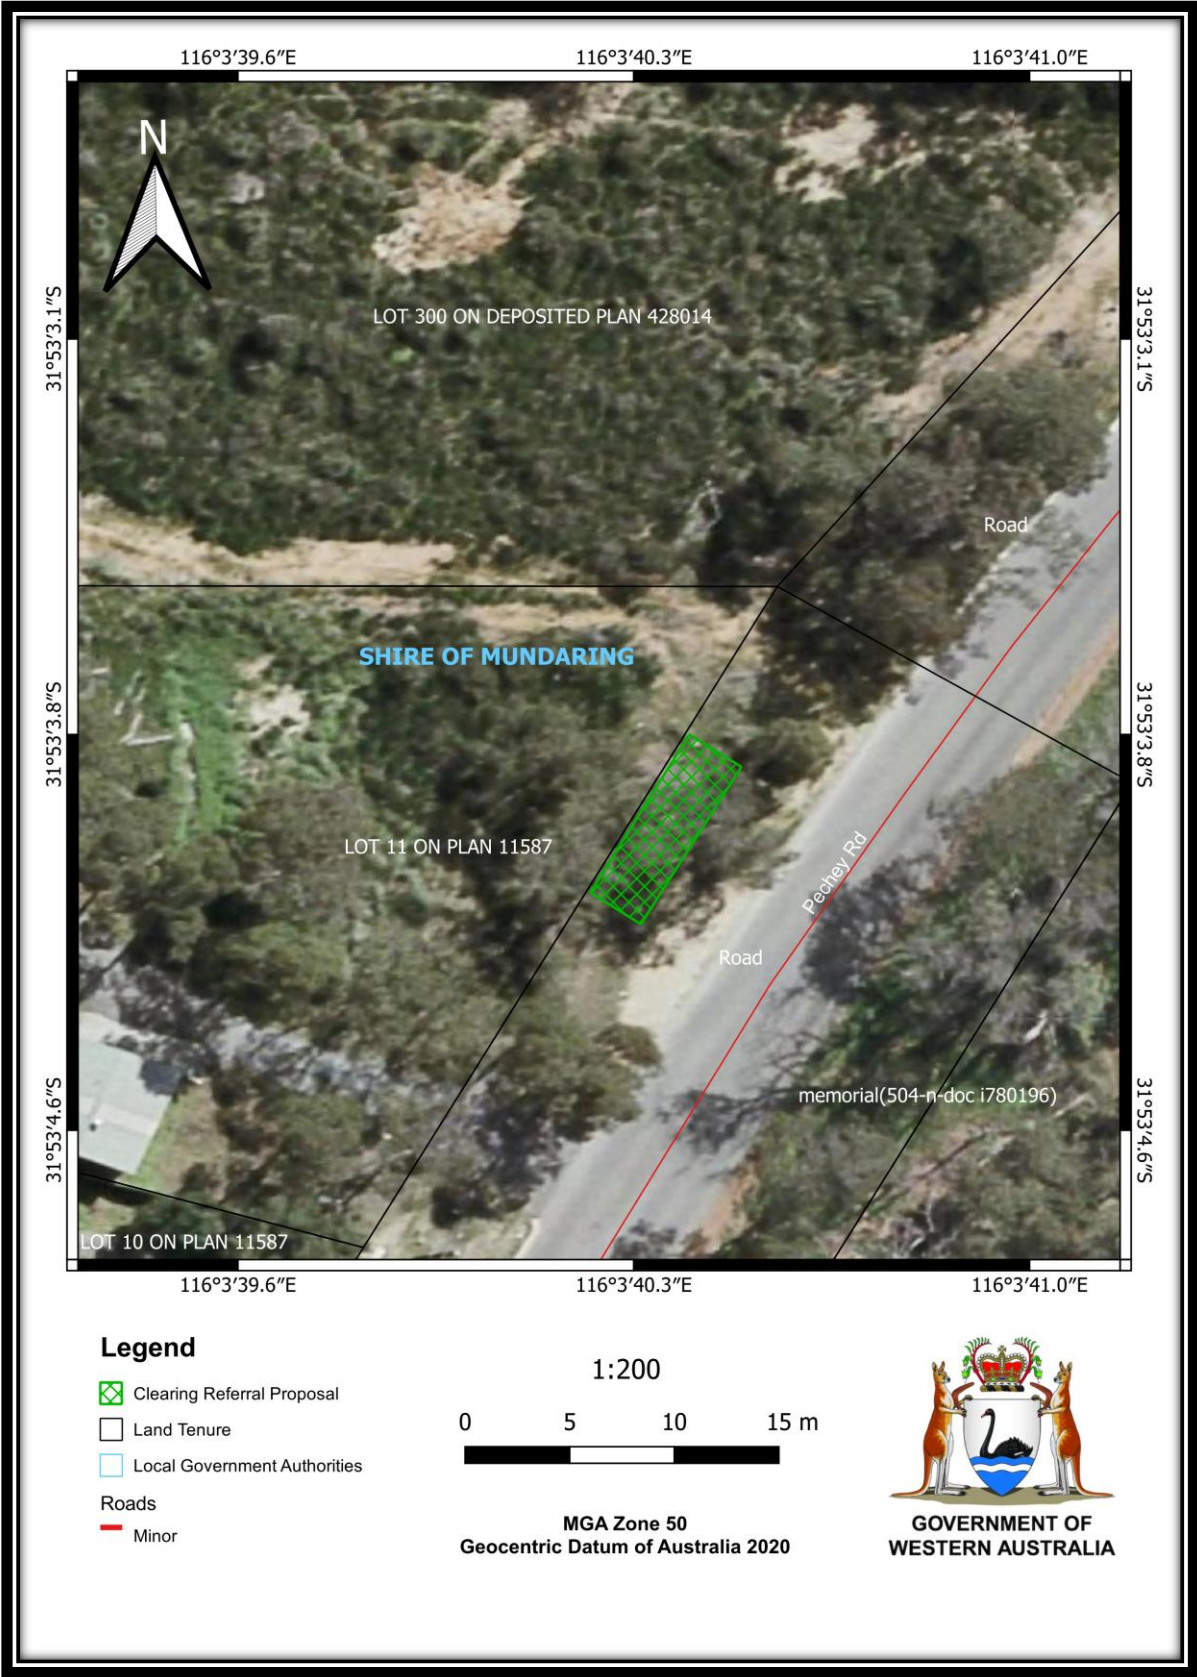 116°3′39.6″E 116°3′40.3″E 116°3′41.0″E
N
31°53′3.1″S
31°53′3.1″S
LOT 300 ON DEPOSITED PLAN 428014
Road
SHIRE OF MUNDARING
31°53′3.8″S
31°53′3.8″S
LOT 11 ON PLAN 11587
Pechey Rd
Road
memorial(504-n-doc i780196)
31°53′4.6″S
31°53′4.6″S
LOT 10 ON PLAN 11587
116°3′39.6″E 116°3′40.3″E 116°3′41.0″E
Legend
Clearing Referral Proposal
Land Tenure
Local Government Authorities
Roads
Minor
1:200
0 5 10 15 m
MGA Zone 50
Geocentric Datum of Australia 2020
GOVERNMENT OF
WESTERN AUSTRALIA